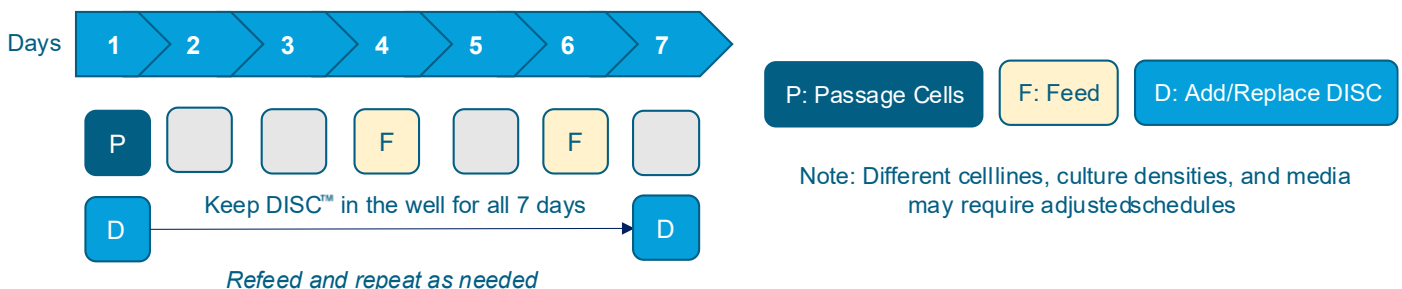 Days 1 2 3 4 5 6 7
P: Passage Cells F: Feed D: Add/Replace DISC
P F F
Note: Different celllines, culture densities, and media
may require adjustedschedules
Keep DISC™ in the well for all 7 days
D D
Refeed and repeat as needed